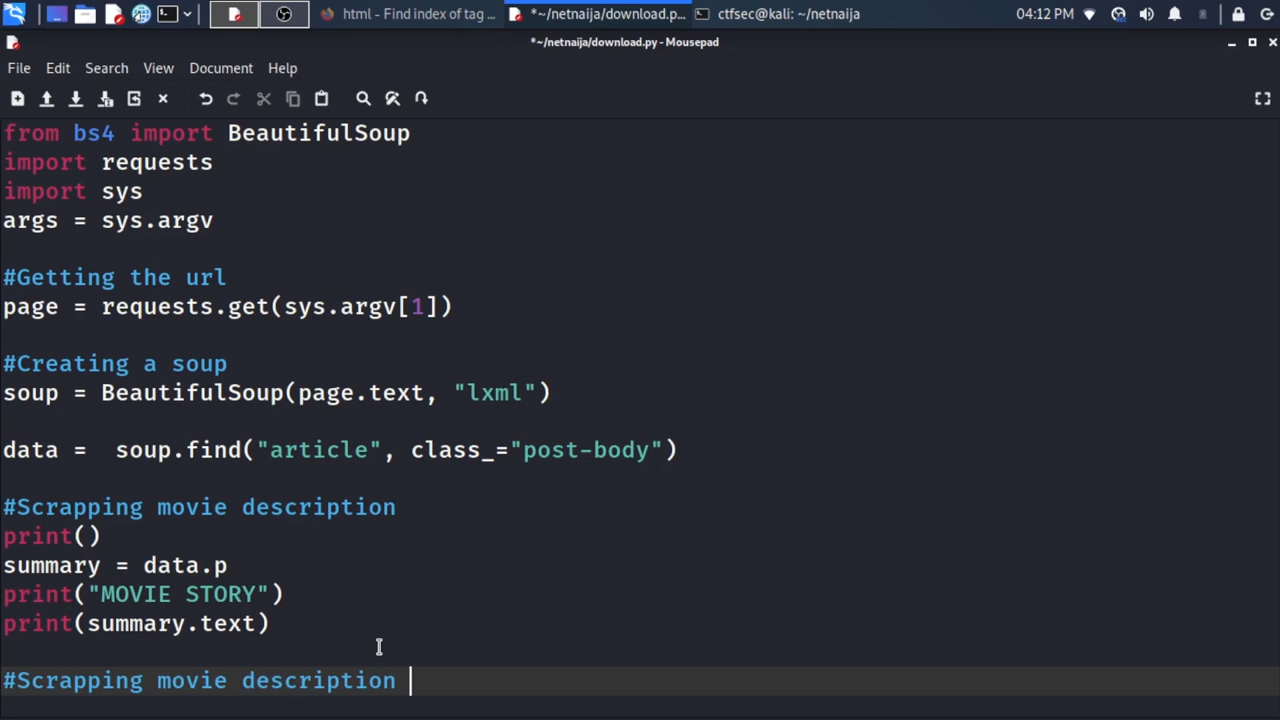 html - Find index of tag ...
*~/netnaija/download.p...
ctfsec@kali: ~/netnaija
04:12 PM
*~/netnaija/download.py - Mousepad
File Edit Search View Document Help
from bs4 import BeautifulSoup
import requests
import sys
args = sys.argv
#Getting the url
page = requests.get(sys.argv[1])
#Creating a soup
soup = BeautifulSoup(page.text, "lxml")
data =  soup.find("article", class_="post-body")
#Scrapping movie description
print()
summary = data.p
print("MOVIE STORY")
print(summary.text)
#Scrapping movie description